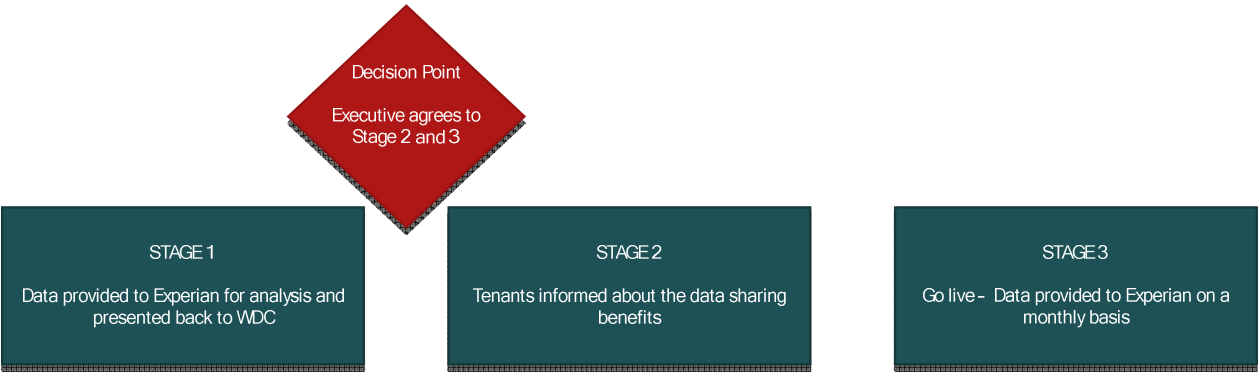 Decision Point
Executive agrees to
Stage 2 and 3
STAGE 1
Data provided to Experian for analysis and
presented back to WDC
STAGE 2
Tenants informed about the data sharing
benefits
STAGE 3
Go live - Data provided to Experian on a
monthly basis